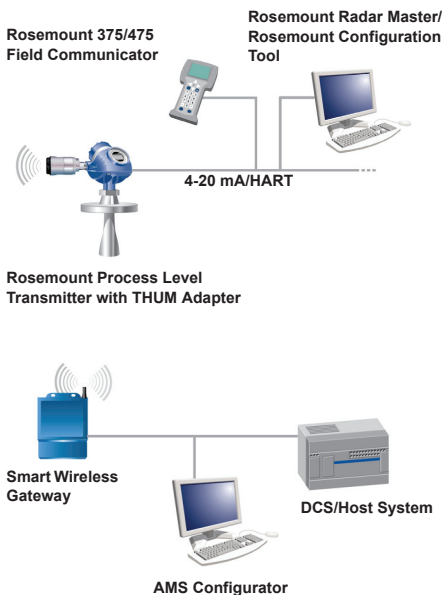 Rosemount 375/475
Field Communicator
Rosemount Radar Master/
Rosemount Configuration
Tool
4-20 mA/HART
Rosemount Process Level
Transmitter with THUM Adapter
Smart Wireless
Gateway
DCS/Host System
AMS Configurator